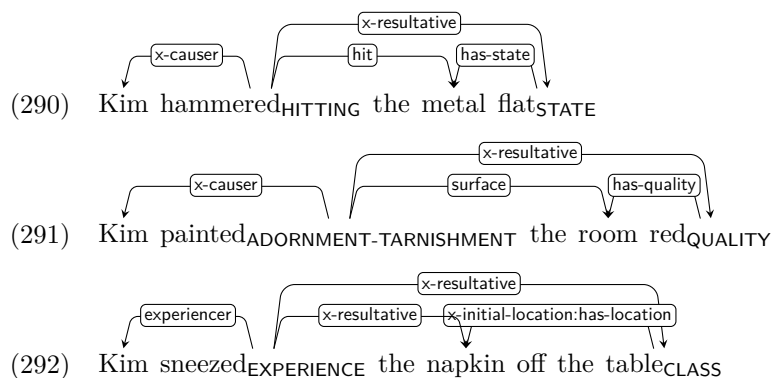 x-resultative
x-causer hit has-state
(290) Kim hammeredHITTING the metal flatSTATE
x-resultative
x-causer surface has-quality
(291) Kim paintedADORNMENT-TARNISHMENT the room redQUALITY
x-resultative
experiencer x-resultative x-initial-location:has-location
(292) Kim sneezedEXPERIENCE the napkin off the tableCLASS